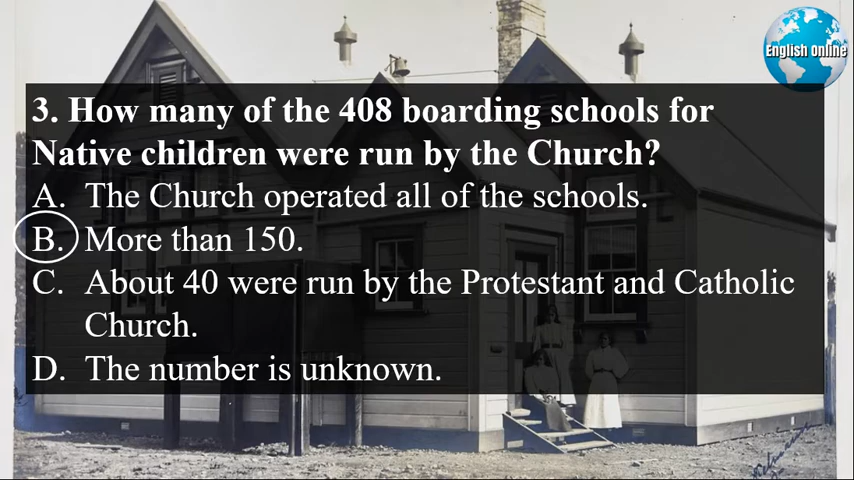 English Online
3. How many of the 408 boarding schools for
Native children were run by the Church?
A. The Church operated all of the schools.
B. More than 150.
C. About 40 were run by the Protestant and Catholic
Church.
D. The number is unknown.